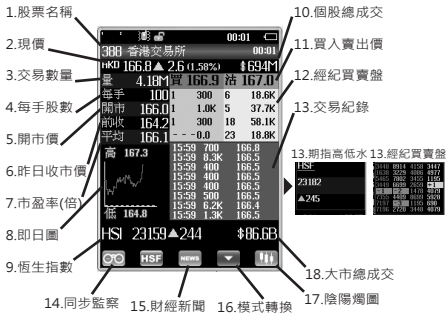 1.股票名稱
2.現價
3.交易數量
4.每手股數
5.開市價
6.昨日收市價
7.市盈率(倍)
8.即日圖
9.恆生指數
10.個股總成交
11.買入賣出價
12.經紀買賣盤
13.交易紀錄
13.期指高低水 13.經紀買賣盤
14.同步監察
15.財經新聞
16.模式轉換
17.陰陽燭圖
18.大市總成交
00:01
388 香港交易所 00:01
HKD 166.8▲ 2.6 (1.58%) $694M
量 4.18M 買 166.9 沽 167.0
每手 100 1 300 6 18.6K
開市 166.0 1 1.0K 5 37.7K
前收 164.2 1 300 18 58.1K
平均 166.1 ---0.0 23 18.8K
高 167.3
低 164.8
15:59 700 166.8
15:59 8.3K 166.5
15:59 400 166.5
15:59 400 166.5
15:59 400 166.5
15:59 500 166.5
15:59 6.2K 166.4
15:59 1.3K 166.5
HSI 23159▲244 $86.6B
HSF
NEWS
HSF
23182
▲245